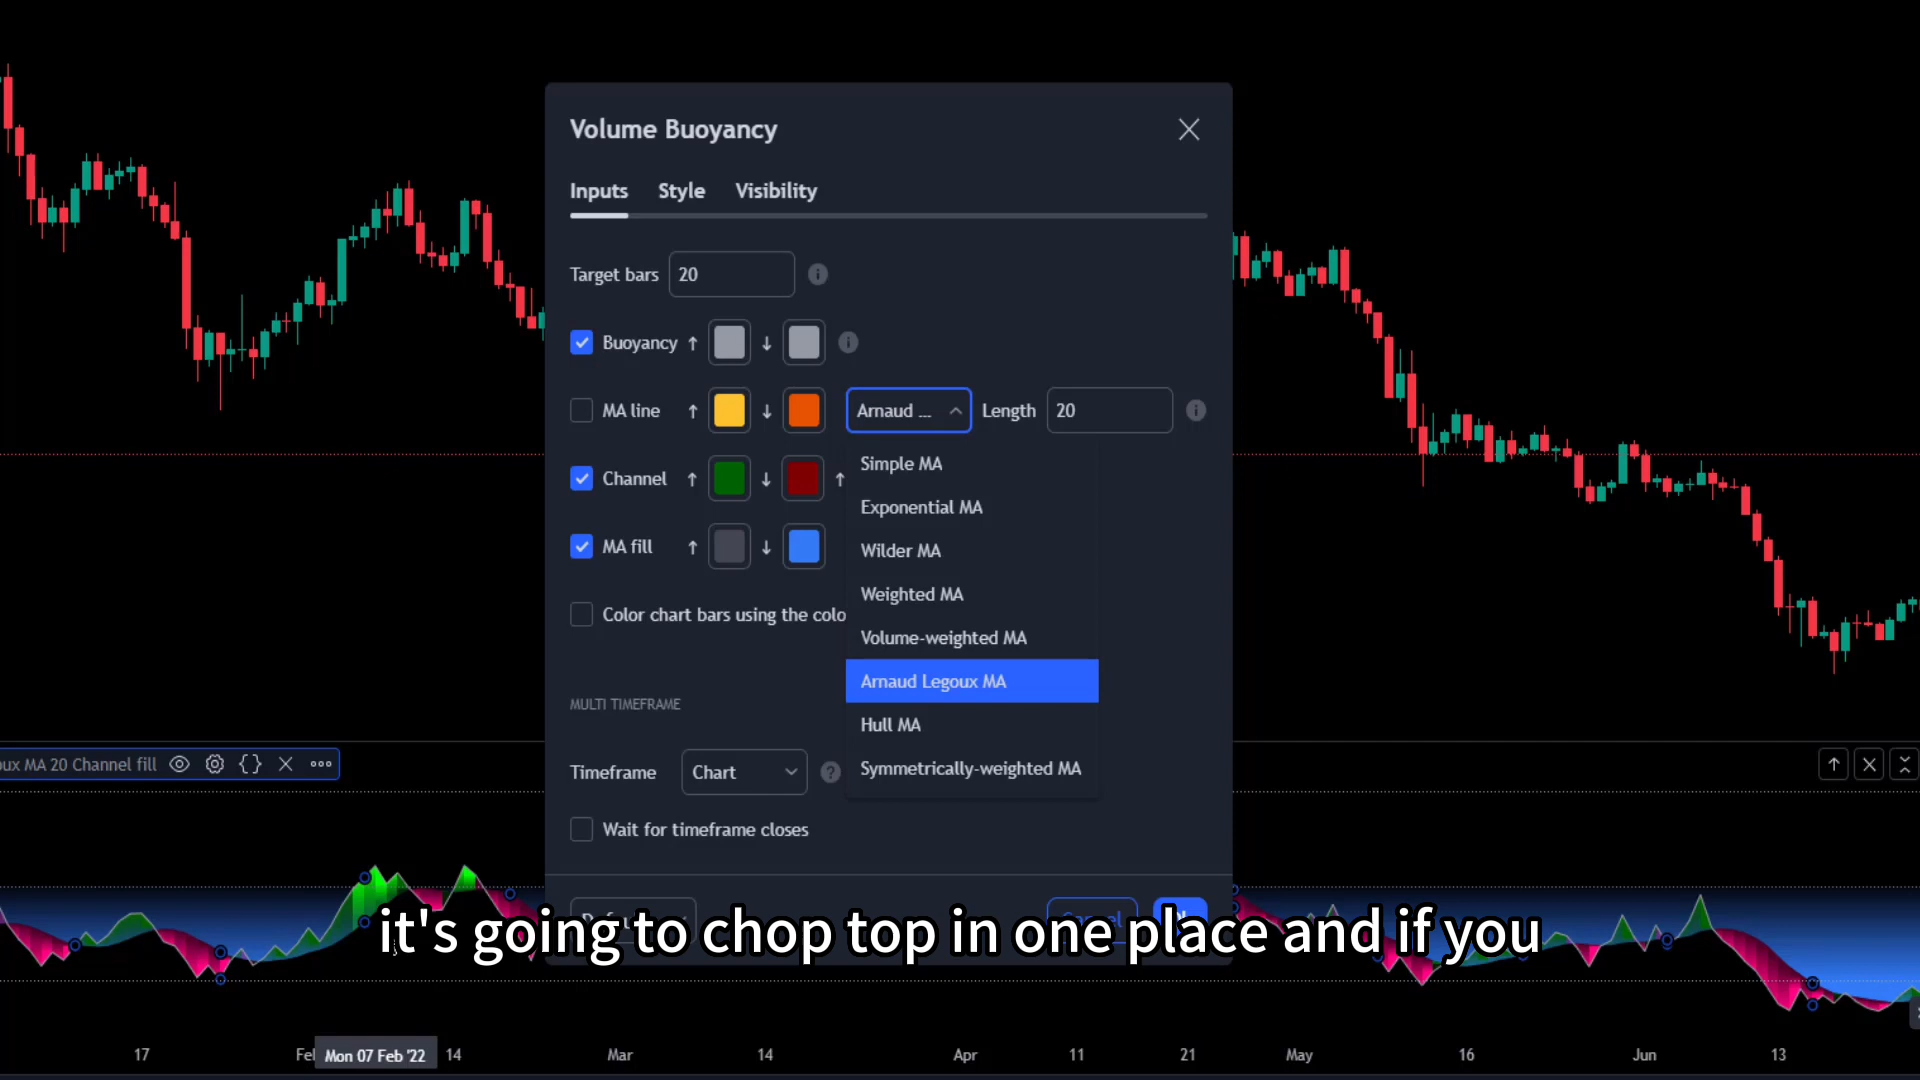 Volume Buoyancy
Inputs Style Visibility
Target bars 20
Buoyancy ↑ ↓
MA line ↑ ↓ Arnaud ... Length 20
Simple MA
Channel ↑ ↓ ↑
Exponential MA
MA fill ↑ ↓
Wilder MA
Weighted MA
Color chart bars using the colo
Volume-weighted MA
Arnaud Legoux MA
MULTI TIMEFRAME
Hull MA
oux MA 20 Channel fill
Timeframe Chart
Symmetrically-weighted MA
Wait for timeframe closes
it's going to chop top in one place and if you
17 Mon 07 Feb '22 14 Mar 14 Apr 11 21 May 16 Jun 13